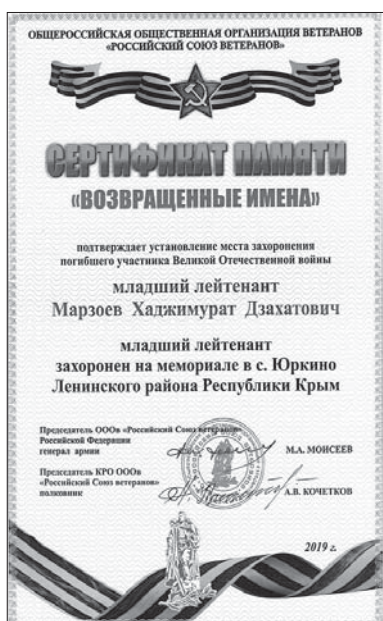 ОБЩЕРОССИЙСКАЯ ОБЩЕСТВЕННАЯ ОРГАНИЗАЦИЯ ВЕТЕРАНОВ
«РОССИЙСКИЙ СОЮЗ ВЕТЕРАНОВ»
СЕРТИФИКАТ ПАМЯТИ
«ВОЗВРАЩЕННЫЕ ИМЕНА»
подтверждает установление места захоронения
погибшего участника Великой Отечественной войны
младший лейтенант
Марзоев Хаджимурат Дзахатович
младший лейтенант
захоронен на мемориале в с. Юркино
Ленинского района Республики Крым
Председатель ОООв «Российский Союз ветеранов»
Российской Федерации
генерал армии М.А. МОИСЕЕВ
Председатель КРО ОООв
«Российский Союз ветеранов»
полковник А.В. КОЧЕТКОВ
2019 г.